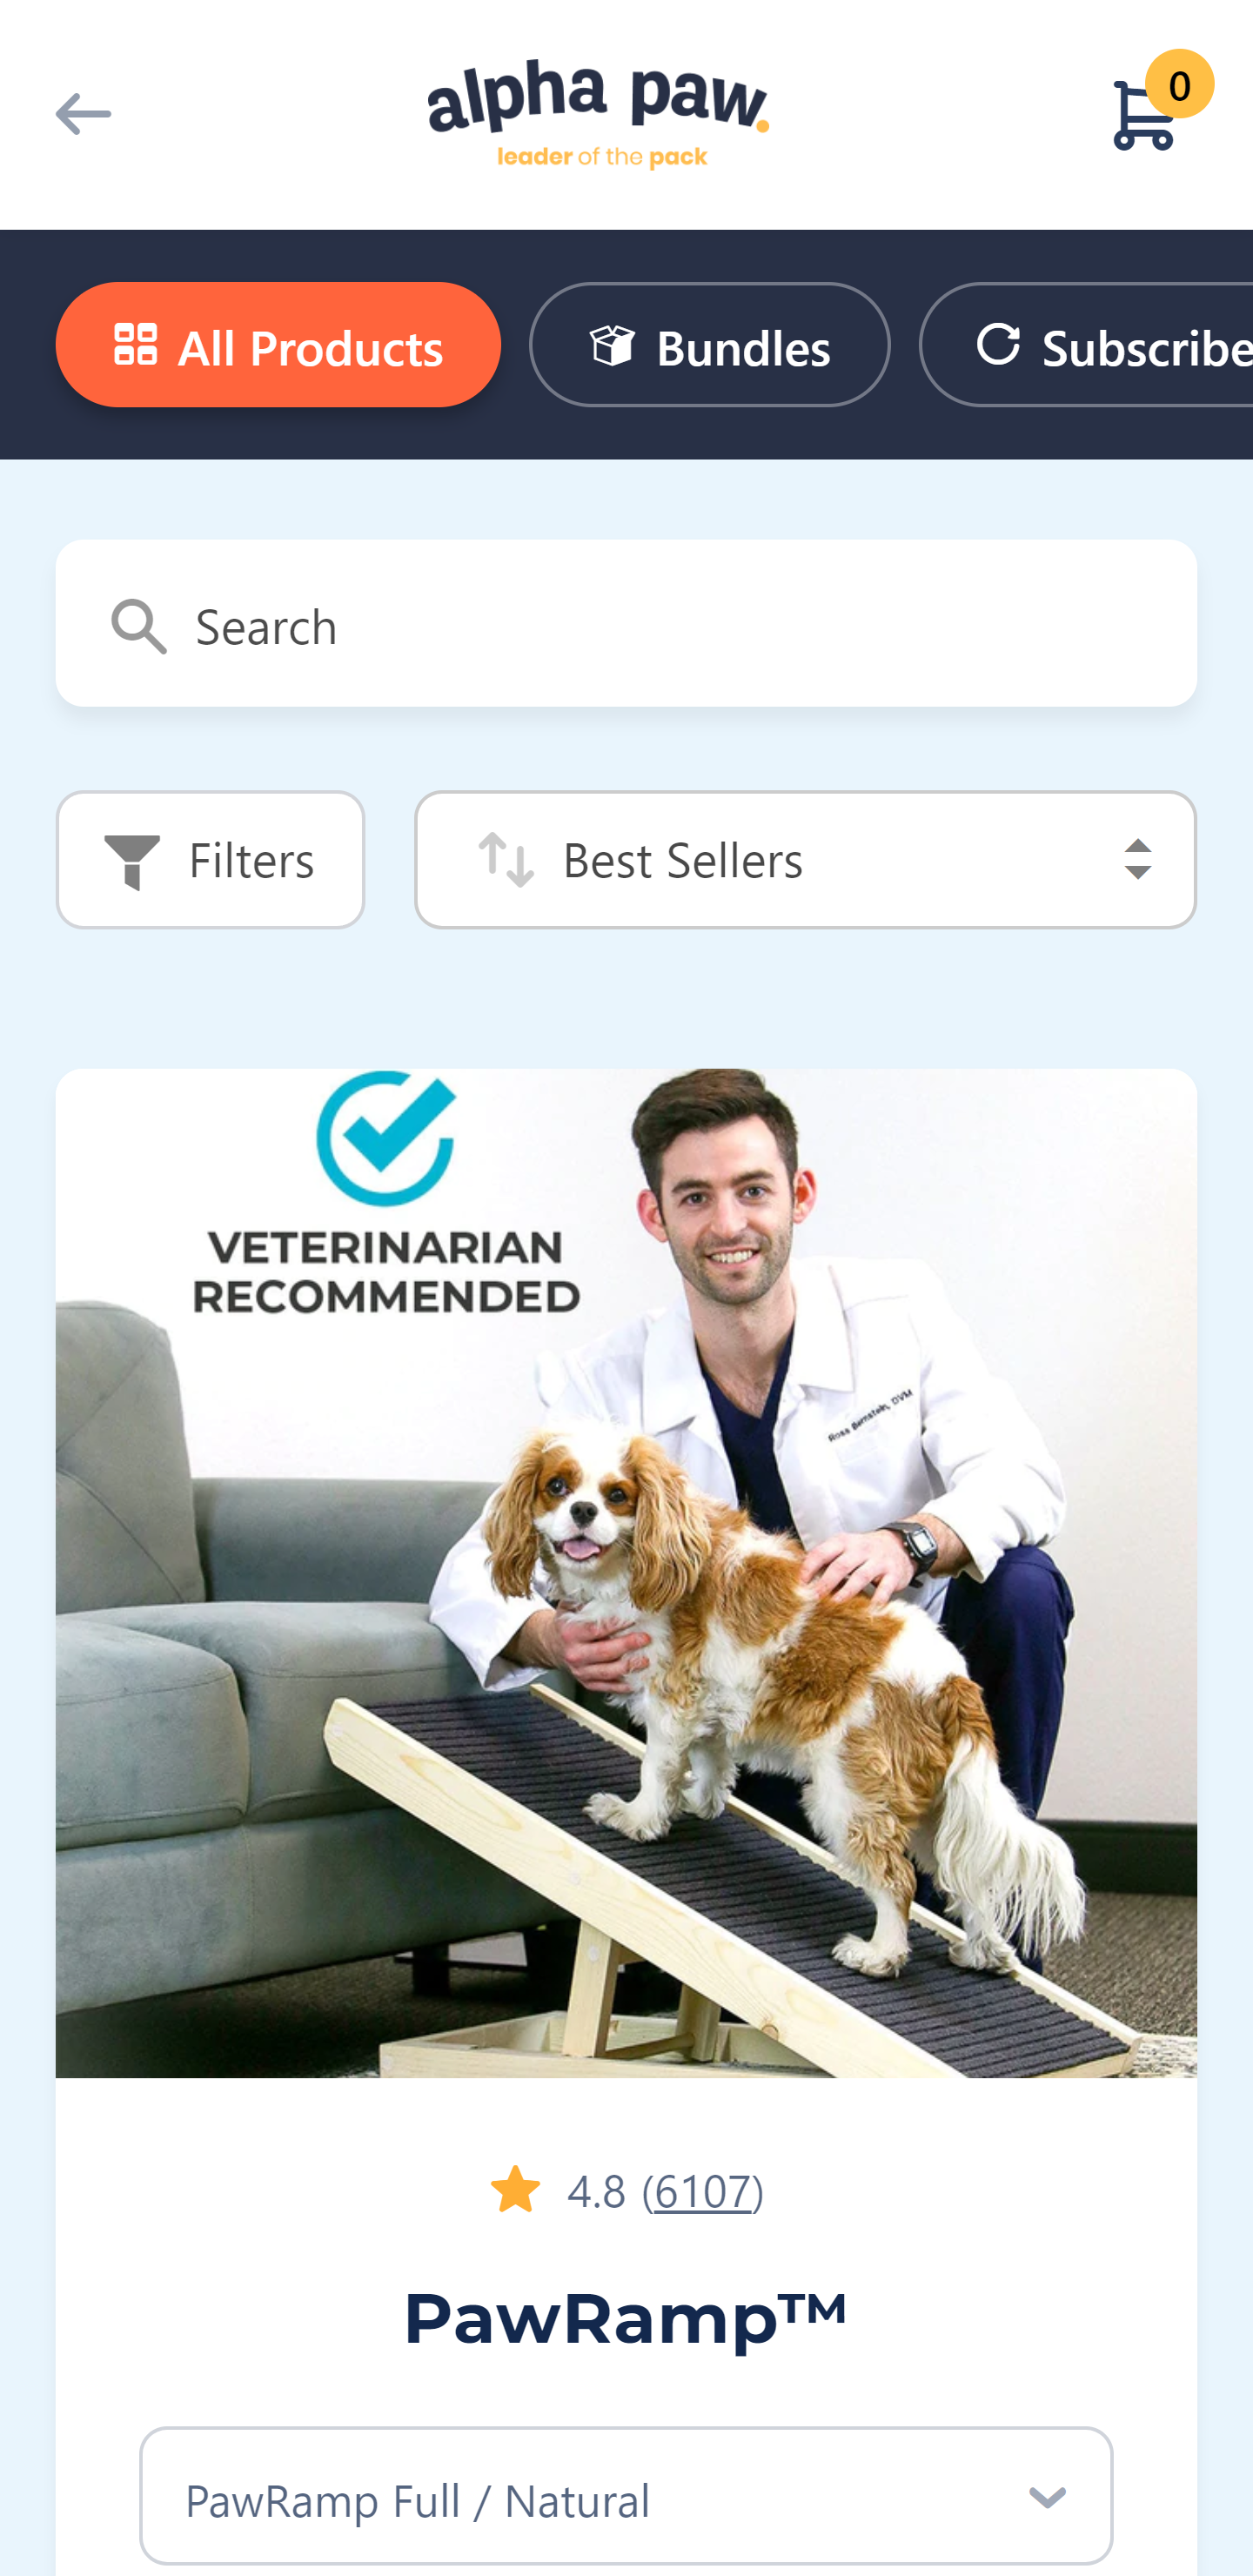 alpha paw.
leader of the pack
0
All Products
Bundles
Subscribe
Search
Filters
Best Sellers
VETERINARIAN
RECOMMENDED
Ross Bernstein, DVM
4.8 (6107)
PawRamp™
PawRamp Full / Natural